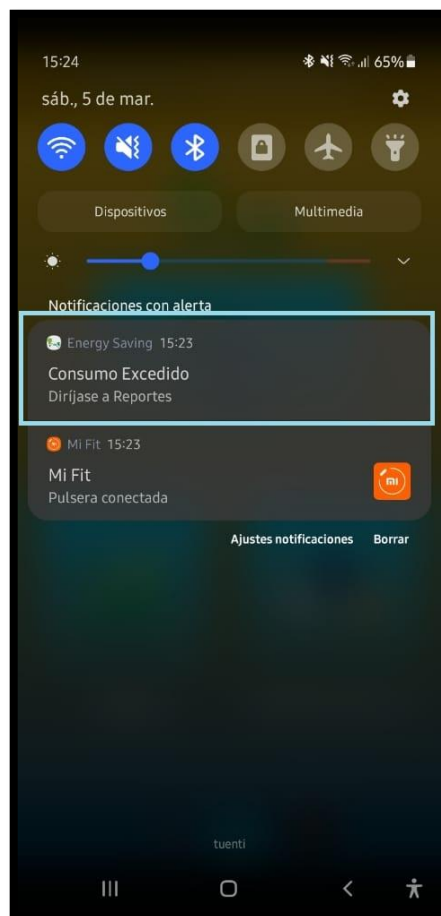 15:24 65%
sáb., 5 de mar.
Dispositivos Multimedia
Notificaciones con alerta
Energy Saving 15:23
Consumo Excedido
Diríjase a Reportes
Mi Fit 15:23
Mi Fit
Pulsera conectada
Ajustes notificaciones Borrar
tuenti